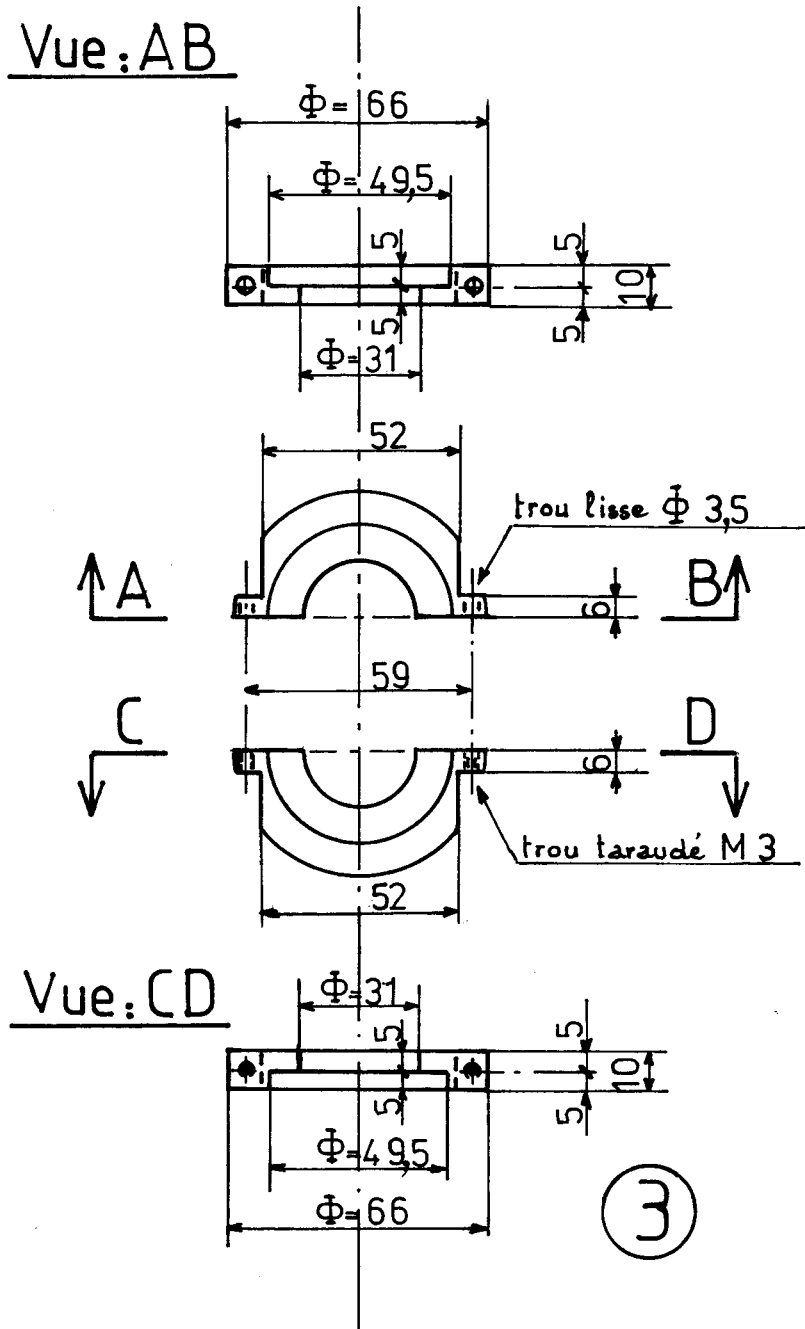 Vue: AB
Φ= 66
Φ= 49,5
5
5
5
10
5
Φ=31
52
trou lisse Φ 3,5
A
B
6
59
C
D
6
trou taraudé M 3
52
Vue: CD
Φ=31
5
5
10
5
5
Φ=49,5
Φ=66
3